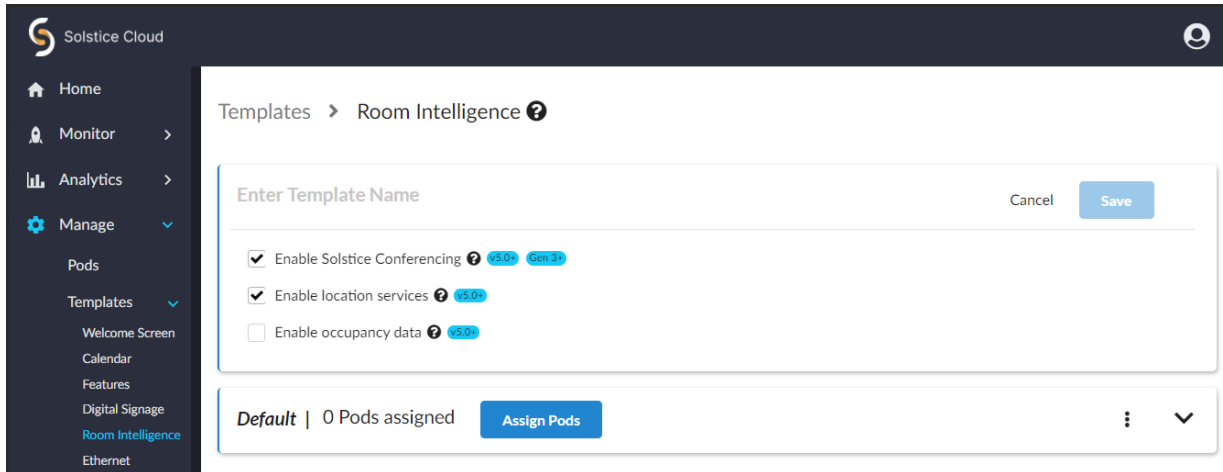 Solstice Cloud
Home
Monitor
Analytics
Manage
Pods
Templates
Welcome Screen
Calendar
Features
Digital Signage
Room Intelligence
Ethernet
Templates > Room Intelligence ?
Enter Template Name
Cancel
Save
Enable Solstice Conferencing ? v5.0+ Gen 3+
Enable location services ? v5.0+
Enable occupancy data ? v5.0+
Default | 0 Pods assigned
Assign Pods